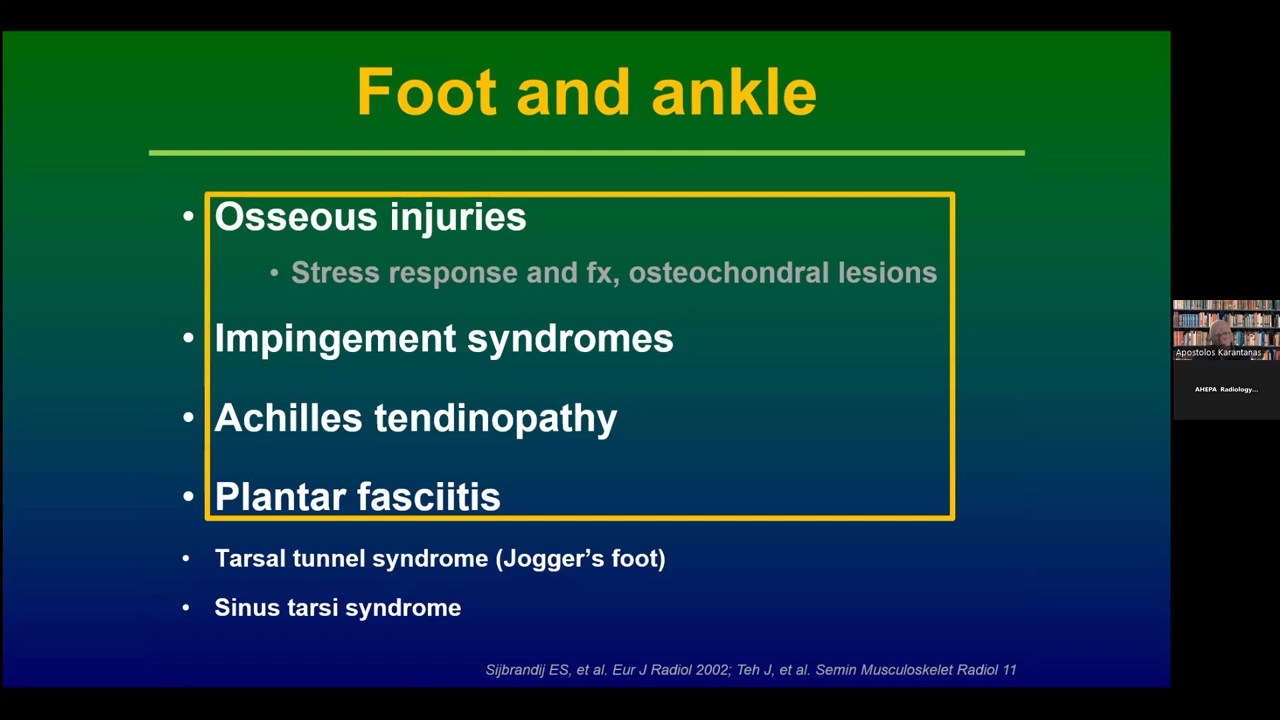 Foot and ankle
• Osseous injuries
• Stress response and fx, osteochondral lesions
• Impingement syndromes
• Achilles tendinopathy
• Plantar fasciitis
• Tarsal tunnel syndrome (Jogger's foot)
• Sinus tarsi syndrome
Sijbrandij ES, et al. Eur J Radiol 2002; Teh J, et al. Semin Musculoskelet Radiol 11
Apostolos Karantanas
AHEPA Radiology...